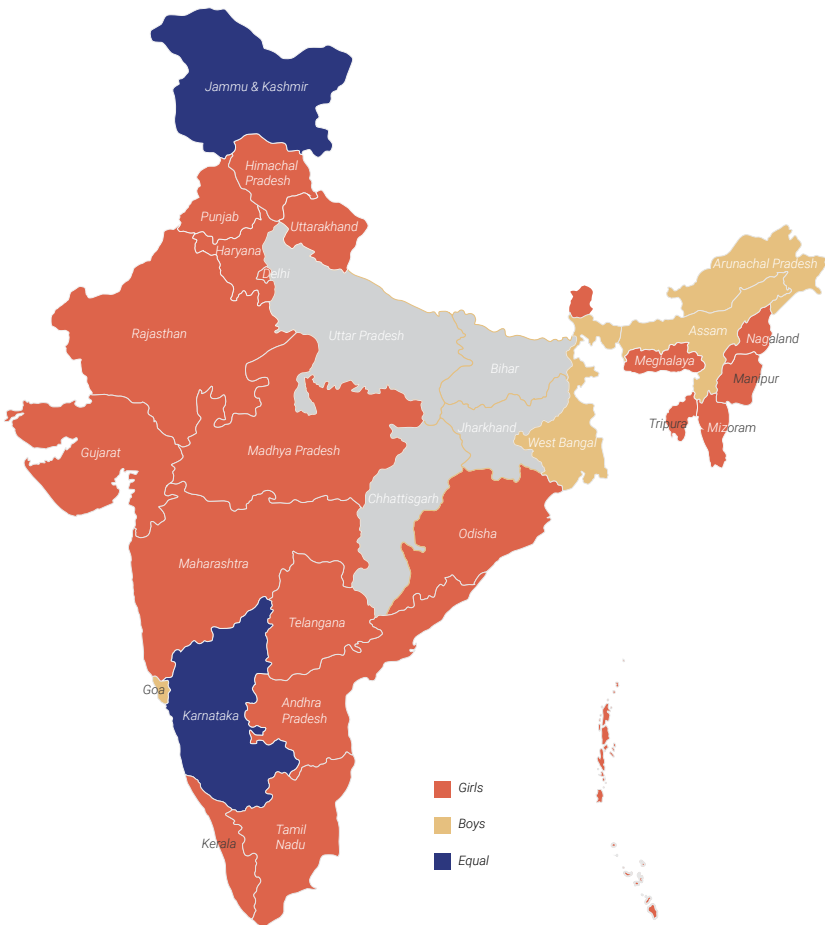 Jammu & Kashmir
Himachal
Pradesh
Punjab
Uttarakhand
Haryana
Delhi
Arunachal Pradesh
Rajasthan
Uttar Pradesh
Assam
Nagaland
Meghalaya
Bihar
Manipur
Gujarat
Madhya Pradesh
Jharkhand
West Bangal
Tripura
Mizoram
Chhattisgarh
Odisha
Maharashtra
Telangana
Goa
Karnataka
Andhra
Pradesh
Kerala
Tamil
Nadu
Girls
Boys
Equal